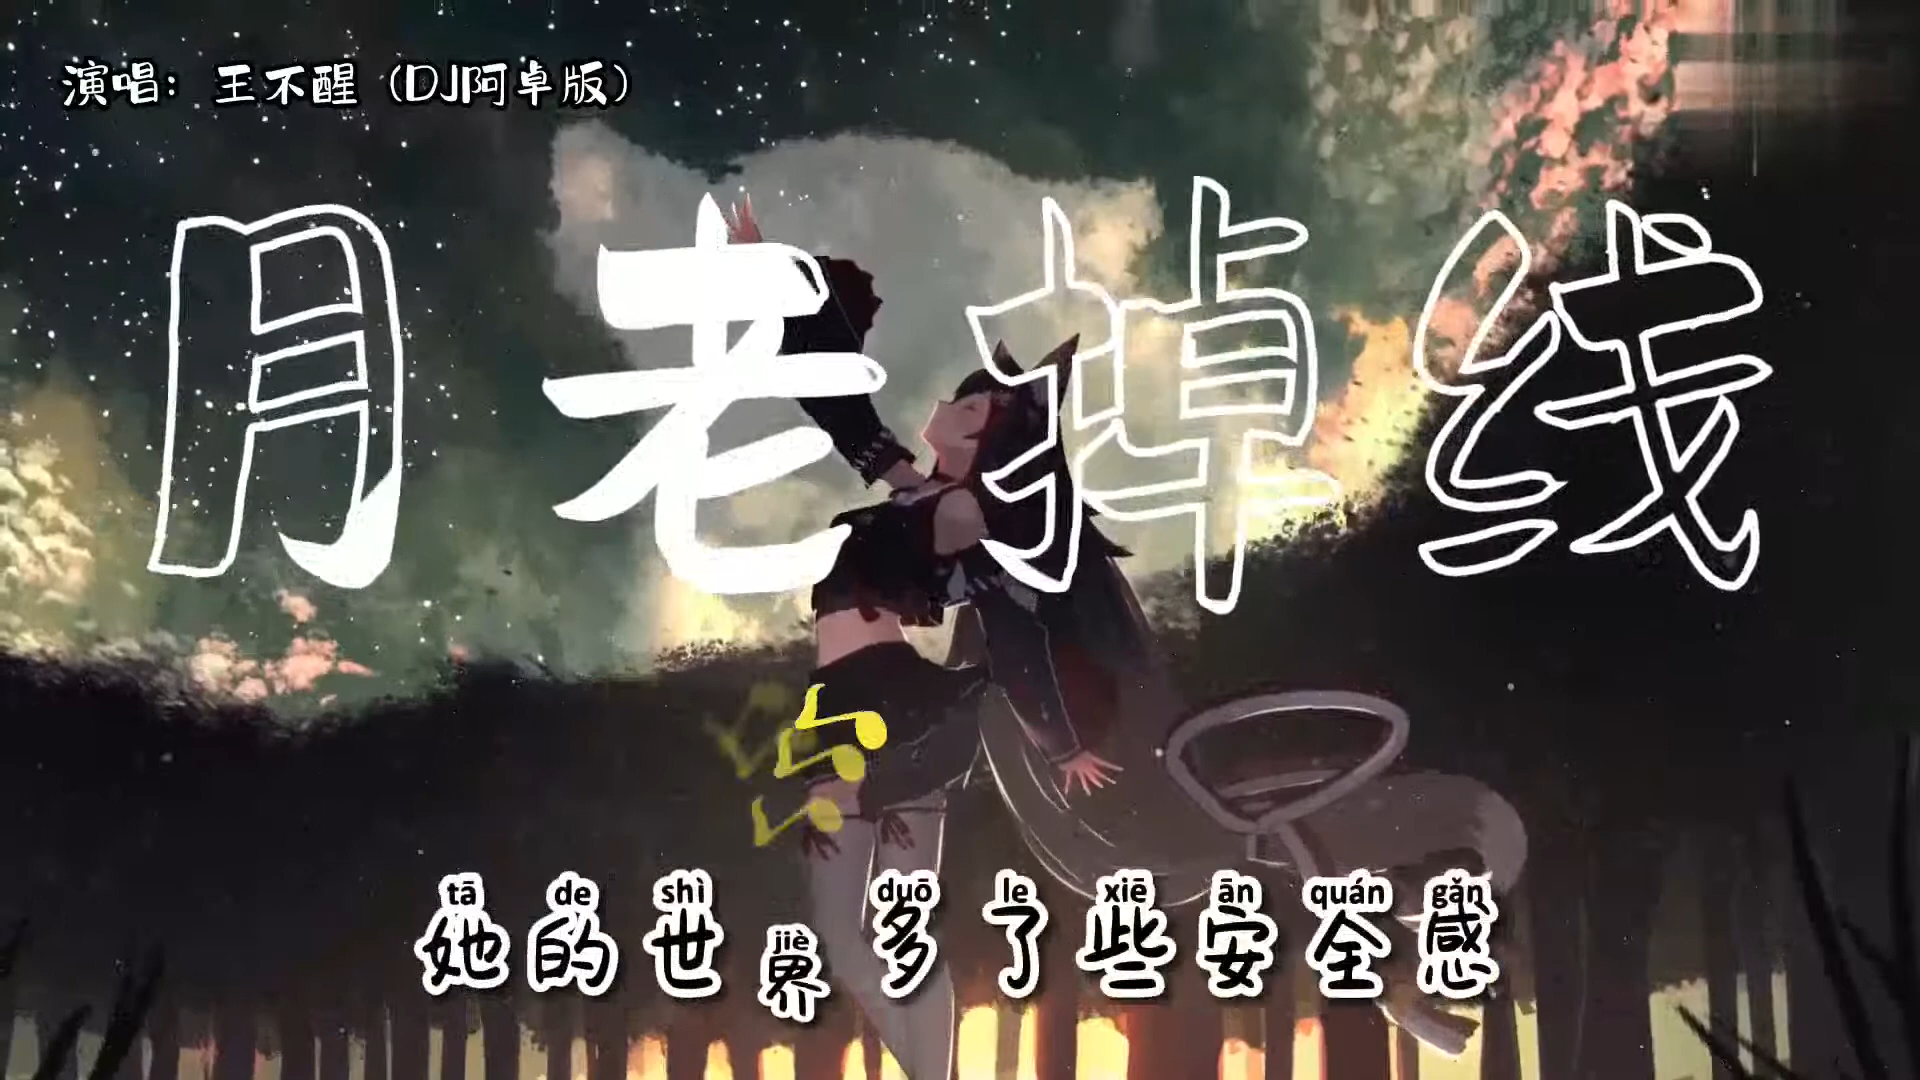 演唱：王不醒（DJ阿卓版）
月老掉线
tā de shì jiè duō le xiē ān quán gǎn
她的世界多了些安全感